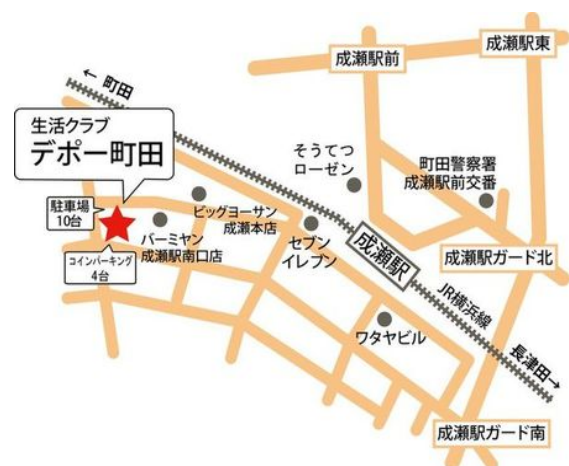 成瀬駅東
成瀬駅前
← 町田
生活クラブ
デポー町田
そうてつ
ローゼン
町田警察署
成瀬駅前交番
駐車場
10台
ビッグヨーサン
成瀬本店
バーミヤン
成瀬駅南口店
セブン
イレブン
成瀬駅
成瀬駅ガード北
コインパーキング
4台
JR横浜線
ワタヤビル
長津田→
成瀬駅ガード南